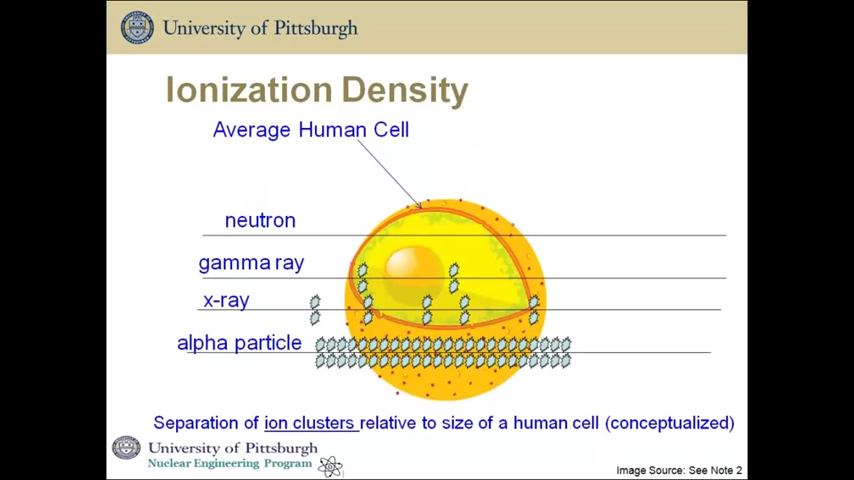 University of Pittsburgh
Ionization Density
Average Human Cell
neutron
gamma ray
x-ray
alpha particle
Separation of ion clusters relative to size of a human cell (conceptualized)
University of Pittsburgh
Nuclear Engineering Program
Image Source: See Note 2